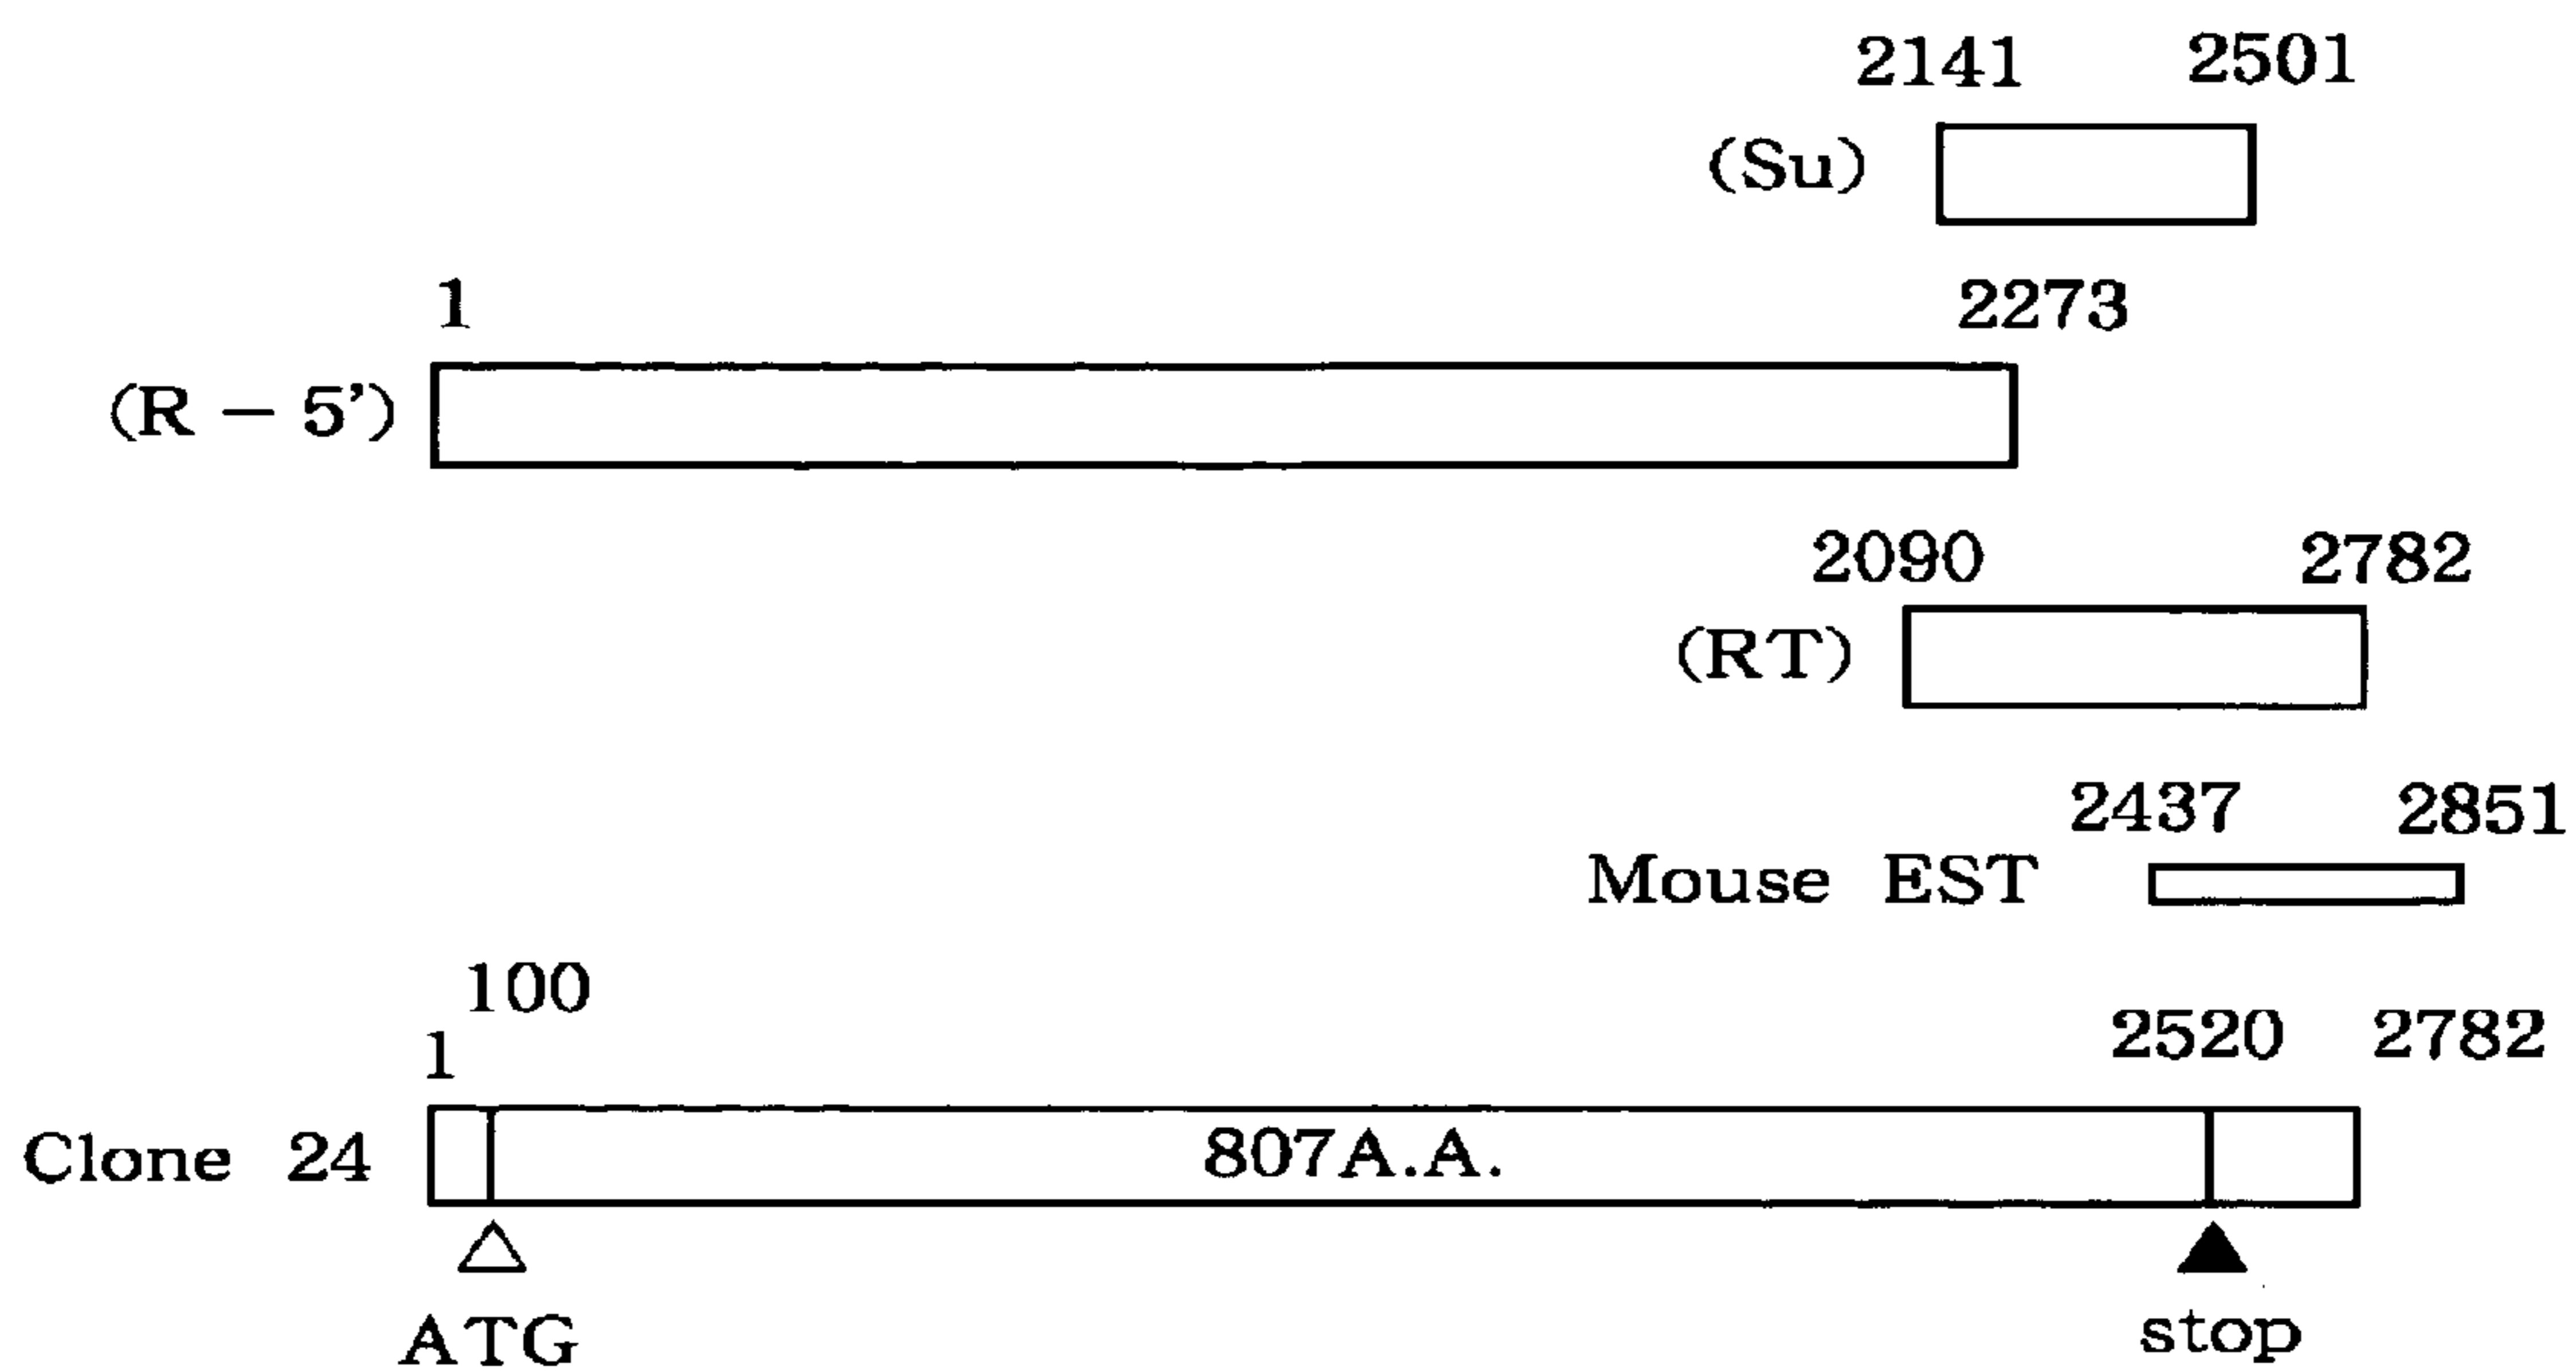 2141 2501
(Su)
1 2273
(R – 5’)
2090 2782
(RT)
2437 2851
Mouse EST
100
1 2520 2782
Clone 24 807A.A.
ATG stop